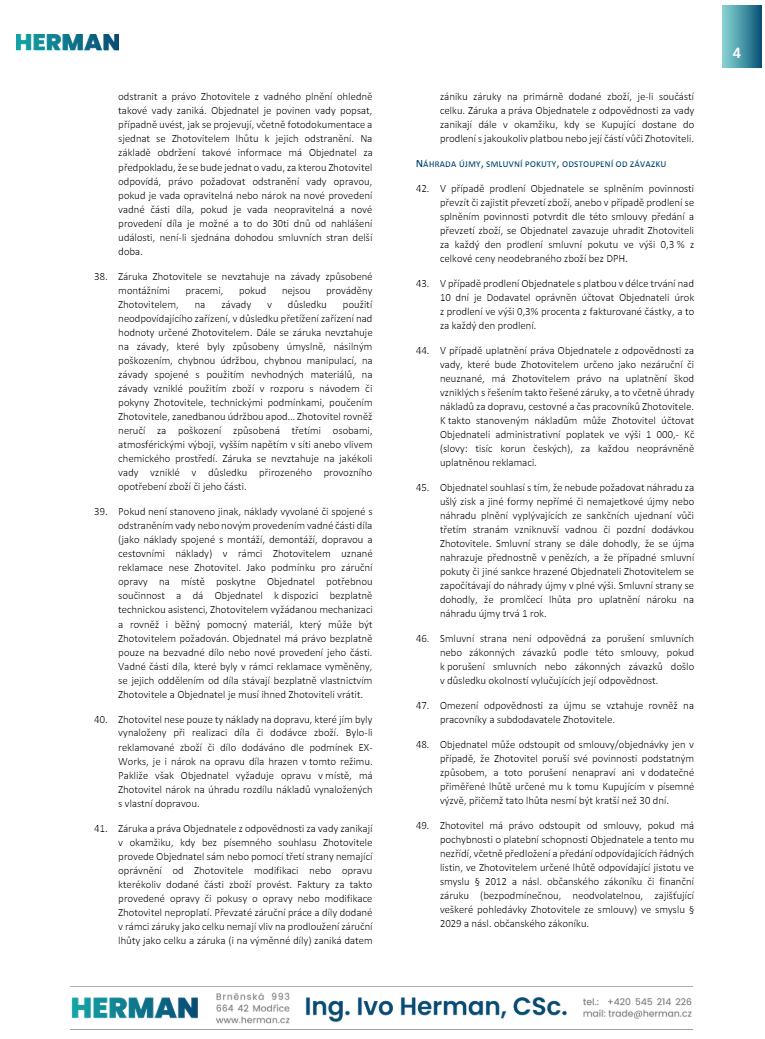 HERMAN
4
odstranit a právo Zhotovitele z vadného plnění ohledně
takové vady zaniká. Objednatel je povinen vady popsat,
případně uvést, jak se projevují, včetně fotodokumentace a
sjednat se Zhotovitelem lhůtu k jejich odstranění. Na
základě obdržení takové informace má Objednatel za
předpokladu, že se bude jednat o vadu, za kterou Zhotovitel
odpovídá, právo požadovat odstranění vady opravou,
pokud je vada opravitelná nebo nárok na nové provedení
vadné části díla, pokud je vada neopravitelná a nové
provedení díla je možné a to do 30ti dnů od nahlášení
události, není-li sjednána dohodou smluvních stran delší
doba.
38. Záruka Zhotovitele se nevztahuje na závady způsobené
montážními pracemi, pokud nejsou prováděny
Zhotovitelem, na závady v důsledku použití
neodpovídajícího zařízení, v důsledku přetížení zařízení nad
hodnoty určené Zhotovitelem. Dále se záruka nevztahuje
na závady, které byly způsobeny úmyslně, násilným
poškozením, chybnou údržbou, chybnou manipulací, na
závady spojené s použitím nevhodných materiálů, na
závady vzniklé použitím zboží v rozporu s návodem či
pokyny Zhotovitele, technickými podmínkami, poučením
Zhotovitele, zanedbanou údržbou apod... Zhotovitel rovněž
neručí za poškození způsobená třetími osobami,
atmosférickými výboji, vyšším napětím v síti anebo vlivem
chemického prostředí. Záruka se nevztahuje na jakékoli
vady vzniklé v důsledku přirozeného provozního
opotřebení zboží či jeho části.
39. Pokud není stanoveno jinak, náklady vyvolané či spojené s
odstraněním vady nebo novým provedením vadné části díla
(jako náklady spojené s montáží, demontáží, dopravou a
cestovními náklady) v rámci Zhotovitelem uznané
reklamace nese Zhotovitel. Jako podmínku pro záruční
opravy na místě poskytne Objednatel potřebnou
součinnost a dá Objednatel k dispozici bezplatně
technickou asistenci, Zhotovitelem vyžádanou mechanizaci
a rovněž i běžný pomocný materiál, který může být
Zhotovitelem požadován. Objednatel má právo bezplatně
pouze na bezvadné dílo nebo nové provedení jeho části.
Vadné části díla, které byly v rámci reklamace vyměněny,
se jejich oddělením od díla stávají bezplatně vlastnictvím
Zhotovitele a Objednatel je musí ihned Zhotoviteli vrátit.
40. Zhotovitel nese pouze ty náklady na dopravu, které jím byly
vynaloženy při realizaci díla či dodávce zboží. Bylo-li
reklamované zboží či dílo dodáváno dle podmínek EX-
Works, je i nárok na opravu díla hrazen v tomto režimu.
Pakliže však Objednatel vyžaduje opravu v místě, má
Zhotovitel nárok na úhradu rozdílu nákladů vynaložených
s vlastní dopravou.
41. Záruka a práva Objednatele z odpovědnosti za vady zanikají
v okamžiku, kdy bez písemného souhlasu Zhotovitele
provede Objednatel sám nebo pomocí třetí strany nemající
oprávnění od Zhotovitele modifikaci nebo opravu
kterékoliv dodané části zboží provést. Faktury za takto
provedené opravy či pokusy o opravy nebo modifikace
Zhotovitel neproplatí. Převzaté záruční práce a díly dodané
v rámci záruky jako celku nemají vliv na prodloužení záruční
lhůty jako celku a záruka (i na výměnné díly) zaniká datem
zániku záruky na primárně dodané zboží, je-li součástí
celku. Záruka a práva Objednatele z odpovědnosti za vady
zanikají dále v okamžiku, kdy se Kupující dostane do
prodlení s jakoukoliv platbou nebo její částí vůči Zhotoviteli.
NÁHRADA ÚJMY, SMLUVNÍ POKUTY, ODSTOUPENÍ OD ZÁVAZKU
42. V případě prodlení Objednatele se splněním povinnosti
převzít či zajistit převzetí zboží, anebo v případě prodlení se
splněním povinnosti potvrdit dle této smlouvy předání a
převzetí zboží, se Objednatel zavazuje uhradit Zhotoviteli
za každý den prodlení smluvní pokutu ve výši 0,3 % z
celkové ceny neodebraného zboží bez DPH.
43. V případě prodlení Objednatele s platbou v délce trvání nad
10 dní je Dodavatel oprávněn účtovat Objednateli úrok
z prodlení ve výši 0,3% procenta z fakturované částky, a to
za každý den prodlení.
44. V případě uplatnění práva Objednatele z odpovědnosti za
vady, které bude Zhotovitelem určeno jako nezáruční či
neuznané, má Zhotovitelem právo na uplatnění škod
vzniklých s řešením takto řešené záruky, a to včetně úhrady
nákladů za dopravu, cestovné a čas pracovníků Zhotovitele.
K takto stanoveným nákladům může Zhotovitel účtovat
Objednateli administrativní poplatek ve výši 1 000,- Kč
(slovy: tisíc korun českých), za každou neoprávněně
uplatněnou reklamaci.
45. Objednatel souhlasí s tím, že nebude požadovat náhradu za
ušlý zisk a jiné formy nepřímé či nemajetkové újmy nebo
náhradu plnění vyplývajících ze sankčních ujednaní vůči
třetím stranám vzniknuvší vadnou či pozdní dodávkou
Zhotovitele. Smluvní strany se dále dohodly, že se újma
nahrazuje přednostně v penězích, a že případné smluvní
pokuty či jiné sankce hrazené Objednateli Zhotovitelem se
započítávají do náhrady újmy v plné výši. Smluvní strany se
dohodly, že promlčecí lhůta pro uplatnění nároku na
náhradu újmy trvá 1 rok.
46. Smluvní strana není odpovědná za porušení smluvních
nebo zákonných závazků podle této smlouvy, pokud
k porušení smluvních nebo zákonných závazků došlo
v důsledku okolností vylučujících její odpovědnost.
47. Omezení odpovědnosti za újmu se vztahuje rovněž na
pracovníky a subdodavatele Zhotovitele.
48. Objednatel může odstoupit od smlouvy/objednávky jen v
případě, že Zhotovitel poruší své povinnosti podstatným
způsobem, a toto porušení nenapraví ani v dodatečné
přiměřené lhůtě určené mu k tomu Kupujícím v písemné
výzvě, přičemž tato lhůta nesmí být kratší než 30 dní.
49. Zhotovitel má právo odstoupit od smlouvy, pokud má
pochybnosti o platební schopnosti Objednatele a tento mu
nezřídí, včetně předložení a předání odpovídajících řádných
listin, ve Zhotovitelem určené lhůtě odpovídající jistotu ve
smyslu § 2012 a násl. občanského zákoníku či finanční
záruku (bezpodmínečnou, neodvolatelnou, zajišťující
veškeré pohledávky Zhotovitele ze smlouvy) ve smyslu §
2029 a násl. občanského zákoníku.
HERMAN
Brněnská 993
664 42 Modřice
www.herman.cz
Ing. Ivo Herman, CSc.
tel.: +420 545 214 226
mail: trade@herman.cz